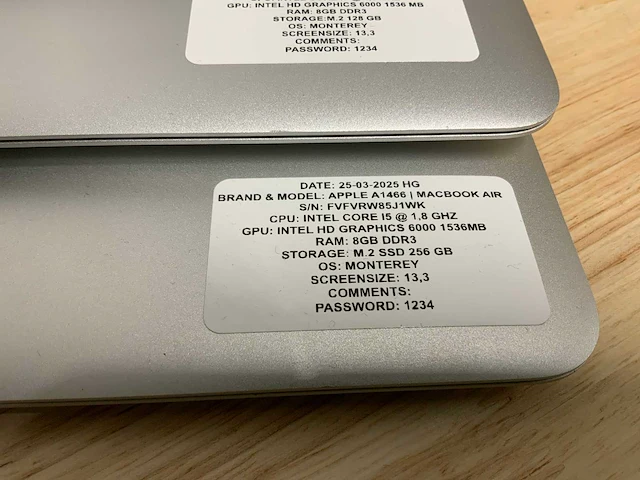 GPU: INTEL HD GRAPHICS 6000 1536 MB
RAM: 8GB DDR3
STORAGE:M.2 128 GB
OS: MONTEREY
SCREENSIZE: 13,3
COMMENTS:
PASSWORD: 1234
DATE: 25-03-2025 HG
BRAND & MODEL: APPLE A1466 | MACBOOK AIR
S/N: FVFVRW85J1WK
CPU: INTEL CORE I5 @ 1,8 GHZ
GPU: INTEL HD GRAPHICS 6000 1536MB
RAM: 8GB DDR3
STORAGE: M.2 SSD 256 GB
OS: MONTEREY
SCREENSIZE: 13,3
COMMENTS:
PASSWORD: 1234